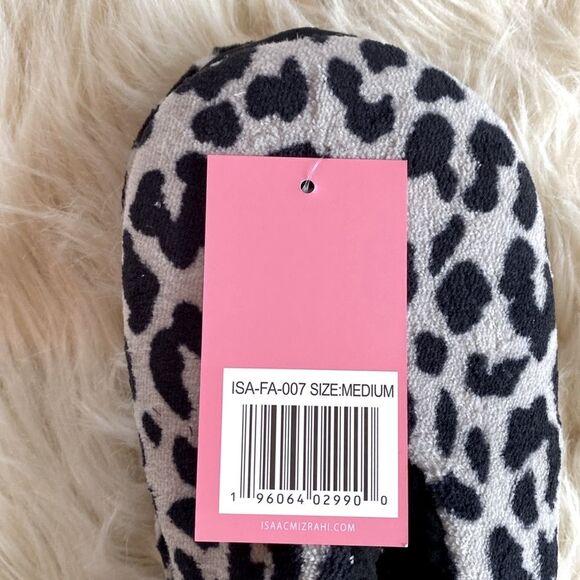 ISA-FA-007 SIZE:MEDIUM
1 96064 02990 0
ISAACMIZRAHI.COM